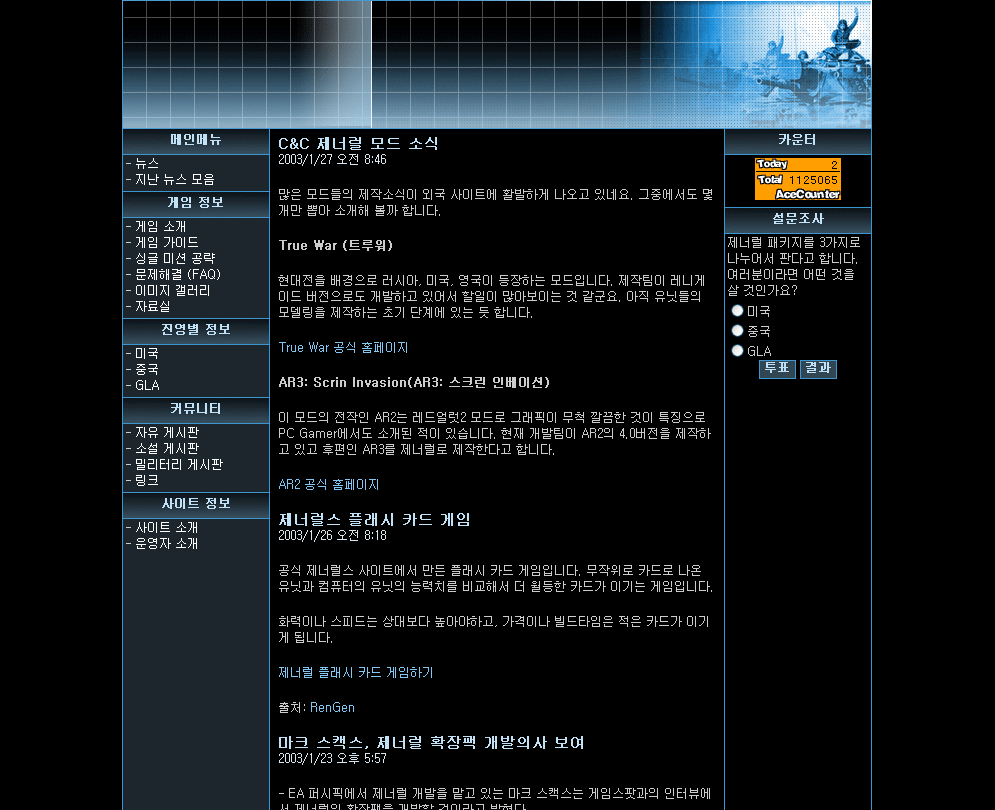 메인메뉴
- 뉴스
- 지난 뉴스 모음
게임 정보
- 게임 소개
- 게임 가이드
- 싱글 미션 공략
- 문제해결 (FAQ)
- 이미지 갤러리
- 자료실
진영별 정보
- 미국
- 중국
- GLA
커뮤니티
- 자유 게시판
- 소설 게시판
- 밀리터리 게시판
- 링크
사이트 정보
- 사이트 소개
- 운영자 소개
C&C 제너럴 모드 소식
2003/1/27 오전 8:46
많은 모드들의 제작소식이 외국 사이트에 활발하게 나오고 있네요. 그중에서도 몇
개만 뽑아 소개해 볼까 합니다.
True War (트루워)
현대전을 배경으로 러시아, 미국, 영국이 등장하는 모드입니다. 제작팀이 레니게
이드 버전으로도 개발하고 있어서 할일이 많아보이는 것 같군요. 아직 유닛들의
모델링을 제작하는 초기 단계에 있는 듯 합니다.
True War 공식 홈페이지
AR3: Scrin Invasion(AR3: 스크린 인베이션)
이 모드의 전작인 AR2는 레드얼럿2 모드로 그래픽이 무척 깔끔한 것이 특징으로
PC Gamer에서도 소개된 적이 있습니다. 현재 개발팀이 AR2의 4.0버전을 제작하
고 있고 후편인 AR3를 제너럴로 제작한다고 합니다.
AR2 공식 홈페이지
제너럴스 플래시 카드 게임
2003/1/26 오전 8:18
공식 제너럴스 사이트에서 만든 플래시 카드 게임입니다. 무작위로 카드로 나온
유닛과 컴퓨터의 유닛의 능력치를 비교해서 더 월등한 카드가 이기는 게임입니다.
화력이나 스피드는 상대보다 높아야하고, 가격이나 빌드타임은 적은 카드가 이기
게 됩니다.
제너럴 플래시 카드 게임하기
출처: RenGen
마크 스캑스, 제너럴 확장팩 개발의사 보여
2003/1/23 오후 5:57
- EA 퍼시픽에서 제너럴 개발을 맡고 있는 마크 스캑스는 게임스팟과의 인터뷰에
서 제너럴의 확장팩을 개발할 것이라고 밝혔다.
카운터
Today 2
Total 1125065
AceCounter
설문조사
제너럴 패키지를 3가지로
나누어서 판다고 합니다.
여러분이라면 어떤 것을
살 것인가요?
미국
중국
GLA
투표 결과